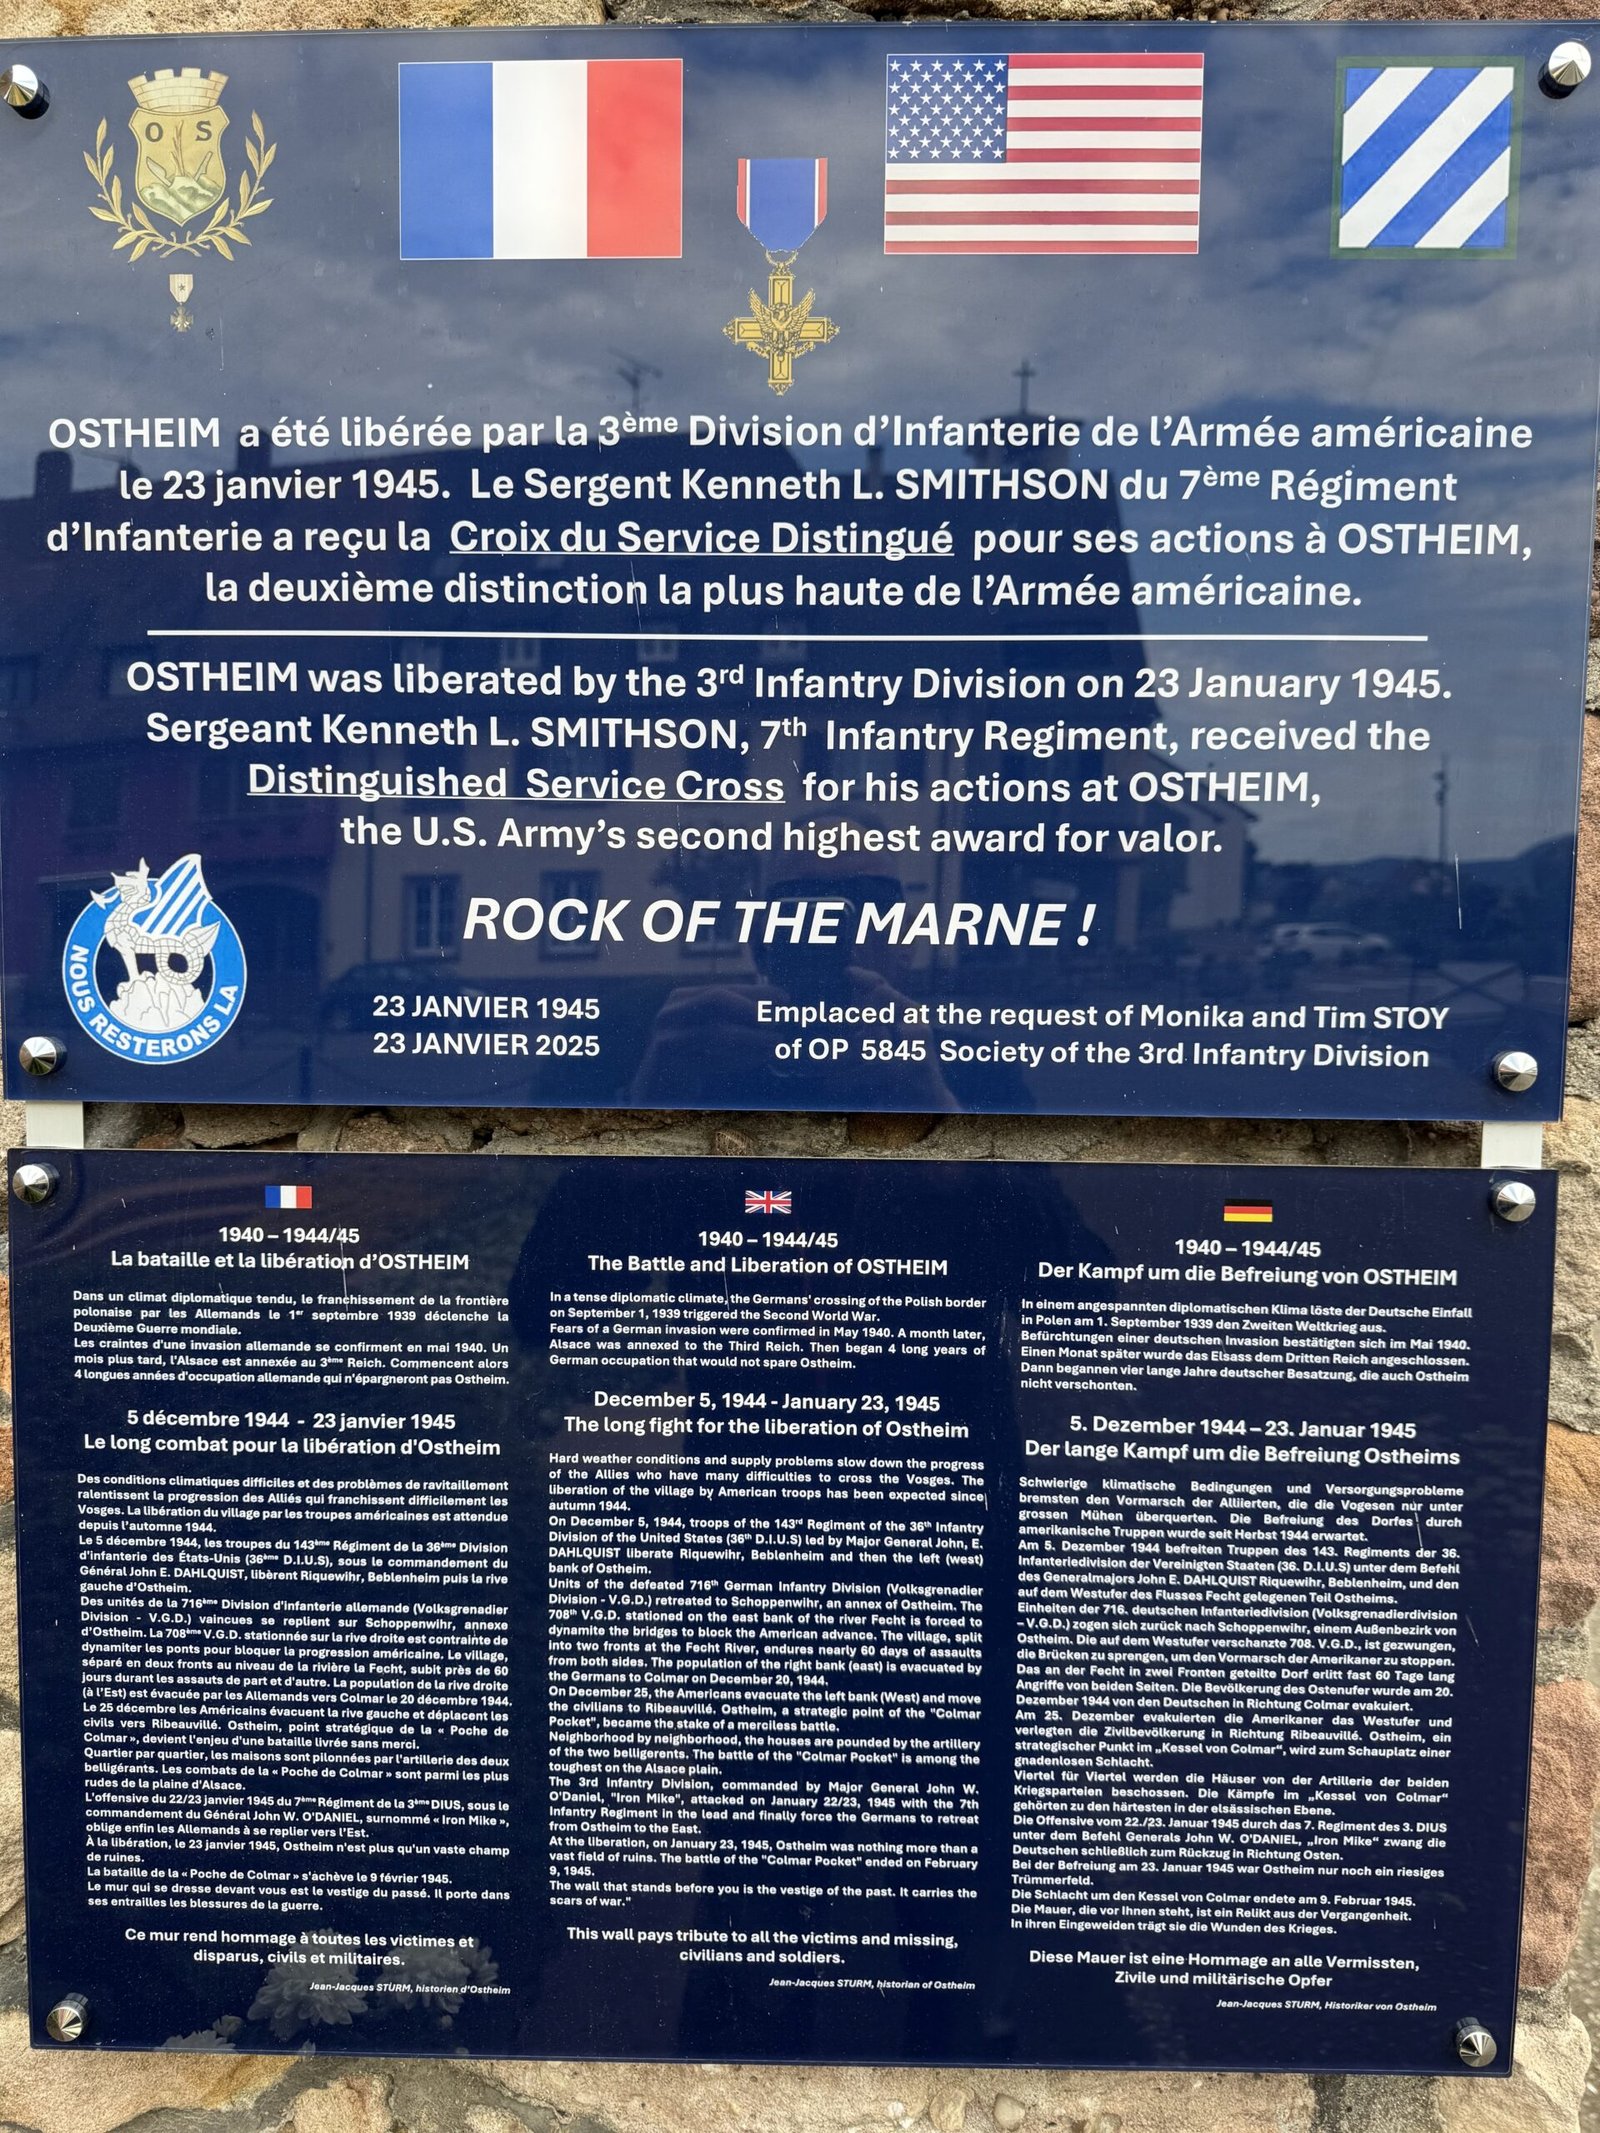 O S
OSTHEIM a été libérée par la 3ème Division d'Infanterie de l'Armée américaine
le 23 janvier 1945. Le Sergent Kenneth L. SMITHSON du 7ème Régiment
d'Infanterie a reçu la Croix du Service Distingué pour ses actions à OSTHEIM,
la deuxième distinction la plus haute de l'Armée américaine.
OSTHEIM was liberated by the 3rd Infantry Division on 23 January 1945.
Sergeant Kenneth L. SMITHSON, 7th Infantry Regiment, received the
Distinguished Service Cross for his actions at OSTHEIM,
the U.S. Army's second highest award for valor.
ROCK OF THE MARNE !
NOUS RESTERONS LA
23 JANVIER 1945
23 JANVIER 2025
Emplaced at the request of Monika and Tim STOY
of OP 5845 Society of the 3rd Infantry Division
1940 – 1944/45
La bataille et la libération d'OSTHEIM
Dans un climat diplomatique tendu, le franchissement de la frontière
polonaise par les Allemands le 1er septembre 1939 déclenche la
Deuxième Guerre mondiale.
Les craintes d'une invasion allemande se confirment en mai 1940. Un
mois plus tard, l'Alsace est annexée au 3ème Reich. Commencent alors
4 longues années d'occupation allemande qui n'épargneront pas Ostheim.
5 décembre 1944 - 23 janvier 1945
Le long combat pour la libération d'Ostheim
Des conditions climatiques difficiles et des problèmes de ravitaillement
ralentissent la progression des Alliés qui franchissent difficilement les
Vosges. La libération du village par les troupes américaines est attendue
depuis l'automne 1944.
Le 5 décembre 1944, les troupes du 143ème Régiment de la 36ème Division
d'infanterie des États-Unis (36ème D.I.U.S), sous le commandement du
Général John E. DAHLQUIST, libèrent Riquewihr, Beblenheim puis la rive
gauche d'Ostheim.
Des unités de la 716ème Division d'infanterie allemande (Volksgrenadier
Division - V.G.D.) vaincues se replient sur Schoppenwihr, annexe
d'Ostheim. La 708ème V.G.D. stationnée sur la rive droite est contrainte de
dynamiter les ponts pour bloquer la progression américaine. Le village,
séparé en deux fronts au niveau de la rivière la Fecht, subit près de 60
jours durant les assauts de part et d'autre. La population de la rive droite
(à l'Est) est évacuée par les Allemands vers Colmar le 20 décembre 1944.
Le 25 décembre les Américains évacuent la rive gauche et déplacent les
civils vers Ribeauvillé. Ostheim, point stratégique de la « Poche de
Colmar », devient l'enjeu d'une bataille livrée sans merci.
Quartier par quartier, les maisons sont pilonnées par l'artillerie des deux
belligérants. Les combats de la « Poche de Colmar » sont parmi les plus
rudes de la plaine d'Alsace.
L'offensive du 22/23 janvier 1945 du 7ème Régiment de la 3ème DIUS, sous le
commandement du Général John W. O'DANIEL, surnommé « Iron Mike »,
oblige enfin les Allemands à se replier vers l'Est.
À la libération, le 23 janvier 1945, Ostheim n'est plus qu'un vaste champ
de ruines.
La bataille de la « Poche de Colmar » s'achève le 9 février 1945.
Le mur qui se dresse devant vous est le vestige du passé. Il porte dans
ses entrailles les blessures de la guerre.
Ce mur rend hommage à toutes les victimes et
disparus, civils et militaires.
Jean-Jacques STURM, historien d'Ostheim
1940 – 1944/45
The Battle and Liberation of OSTHEIM
In a tense diplomatic climate, the Germans' crossing of the Polish border
on September 1, 1939 triggered the Second World War.
Fears of a German invasion were confirmed in May 1940. A month later,
Alsace was annexed to the Third Reich. Then began 4 long years of
German occupation that would not spare Ostheim.
December 5, 1944 - January 23, 1945
The long fight for the liberation of Ostheim
Hard weather conditions and supply problems slow down the progress
of the Allies who have many difficulties to cross the Vosges. The
liberation of the village by American troops has been expected since
autumn 1944.
On December 5, 1944, troops of the 143rd Regiment of the 36th Infantry
Division of the United States (36th D.I.U.S) led by Major General John, E.
DAHLQUIST liberate Riquewihr, Beblenheim and then the left (west)
bank of Ostheim.
Units of the defeated 716th German Infantry Division (Volksgrenadier
Division - V.G.D.) retreated to Schoppenwihr, an annex of Ostheim. The
708th V.G.D. stationed on the east bank of the river Fecht is forced to
dynamite the bridges to block the American advance. The village, split
into two fronts at the Fecht River, endures nearly 60 days of assaults
from both sides. The population of the right bank (east) is evacuated by
the Germans to Colmar on December 20, 1944.
On December 25, the Americans evacuate the left bank (West) and move
the civilians to Ribeauvillé. Ostheim, a strategic point of the "Colmar
Pocket", became the stake of a merciless battle.
Neighborhood by neighborhood, the houses are pounded by the artillery
of the two belligerents. The battle of the "Colmar Pocket" is among the
toughest on the Alsace plain.
The 3rd Infantry Division, commanded by Major General John W.
O'Daniel, "Iron Mike", attacked on January 22/23, 1945 with the 7th
Infantry Regiment in the lead and finally force the Germans to retreat
from Ostheim to the East.
At the liberation, on January 23, 1945, Ostheim was nothing more than a
vast field of ruins. The battle of the "Colmar Pocket" ended on February
9, 1945.
The wall that stands before you is the vestige of the past. It carries the
scars of war."
This wall pays tribute to all the victims and missing,
civilians and soldiers.
Jean-Jacques STURM, historian of Ostheim
1940 – 1944/45
Der Kampf um die Befreiung von OSTHEIM
In einem angespannten diplomatischen Klima löste der Deutsche Einfall
in Polen am 1. September 1939 den Zweiten Weltkrieg aus.
Befürchtungen einer deutschen Invasion bestätigten sich im Mai 1940.
Einen Monat später wurde das Elsass dem Dritten Reich angeschlossen.
Dann begannen vier lange Jahre deutscher Besatzung, die auch Ostheim
nicht verschonten.
5. Dezember 1944 – 23. Januar 1945
Der lange Kampf um die Befreiung Ostheims
Schwierige klimatische Bedingungen und Versorgungsprobleme
bremsten den Vormarsch der Alliierten, die die Vogesen nur unter
grossen Mühen überquerten. Die Befreiung des Dorfes durch
amerikanische Truppen wurde seit Herbst 1944 erwartet.
Am 5. Dezember 1944 befreiten Truppen des 143. Regiments der 36.
Infanteriedivision der Vereinigten Staaten (36. D.I.U.S) unter dem Befehl
des Generalmajors John E. DAHLQUIST Riquewihr, Beblenheim, und den
auf dem Westufer des Flusses Fecht gelegenen Teil Ostheims.
Einheiten der 716. deutschen Infanteriedivision (Volksgrenadierdivision
– V.G.D.) zogen sich zurück nach Schoppenwihr, einem Außenbezirk von
Ostheim. Die auf dem Westufer verschanzte 708. V.G.D., ist gezwungen,
die Brücken zu sprengen, um den Vormarsch der Amerikaner zu stoppen.
Das an der Fecht in zwei Fronten geteilte Dorf erlitt fast 60 Tage lang
Angriffe von beiden Seiten. Die Bevölkerung des Ostenufer wurde am 20.
Dezember 1944 von den Deutschen in Richtung Colmar evakuiert.
Am 25. Dezember evakuierten die Amerikaner das Westufer und
verlegten die Zivilbevölkerung in Richtung Ribeauvillé. Ostheim, ein
strategischer Punkt im „Kessel von Colmar“, wird zum Schauplatz einer
gnadenlosen Schlacht.
Viertel für Viertel werden die Häuser von der Artillerie der beiden
Kriegsparteien beschossen. Die Kämpfe im „Kessel von Colmar“
gehörten zu den härtesten in der elsässischen Ebene.
Die Offensive vom 22./23. Januar 1945 durch das 7. Regiment des 3. DIUS
unter dem Befehl Generals John W. O'DANIEL, „Iron Mike“ zwang die
Deutschen schließlich zum Rückzug in Richtung Osten.
Bei der Befreiung am 23. Januar 1945 war Ostheim nur noch ein riesiges
Trümmerfeld.
Die Schlacht um den Kessel von Colmar endete am 9. Februar 1945.
Die Mauer, die vor Ihnen steht, ist ein Relikt aus der Vergangenheit.
In ihren Eingeweiden trägt sie die Wunden des Krieges.
Diese Mauer ist eine Hommage an alle Vermissten,
Zivile und militärische Opfer
Jean-Jacques STURM, Historiker von Ostheim